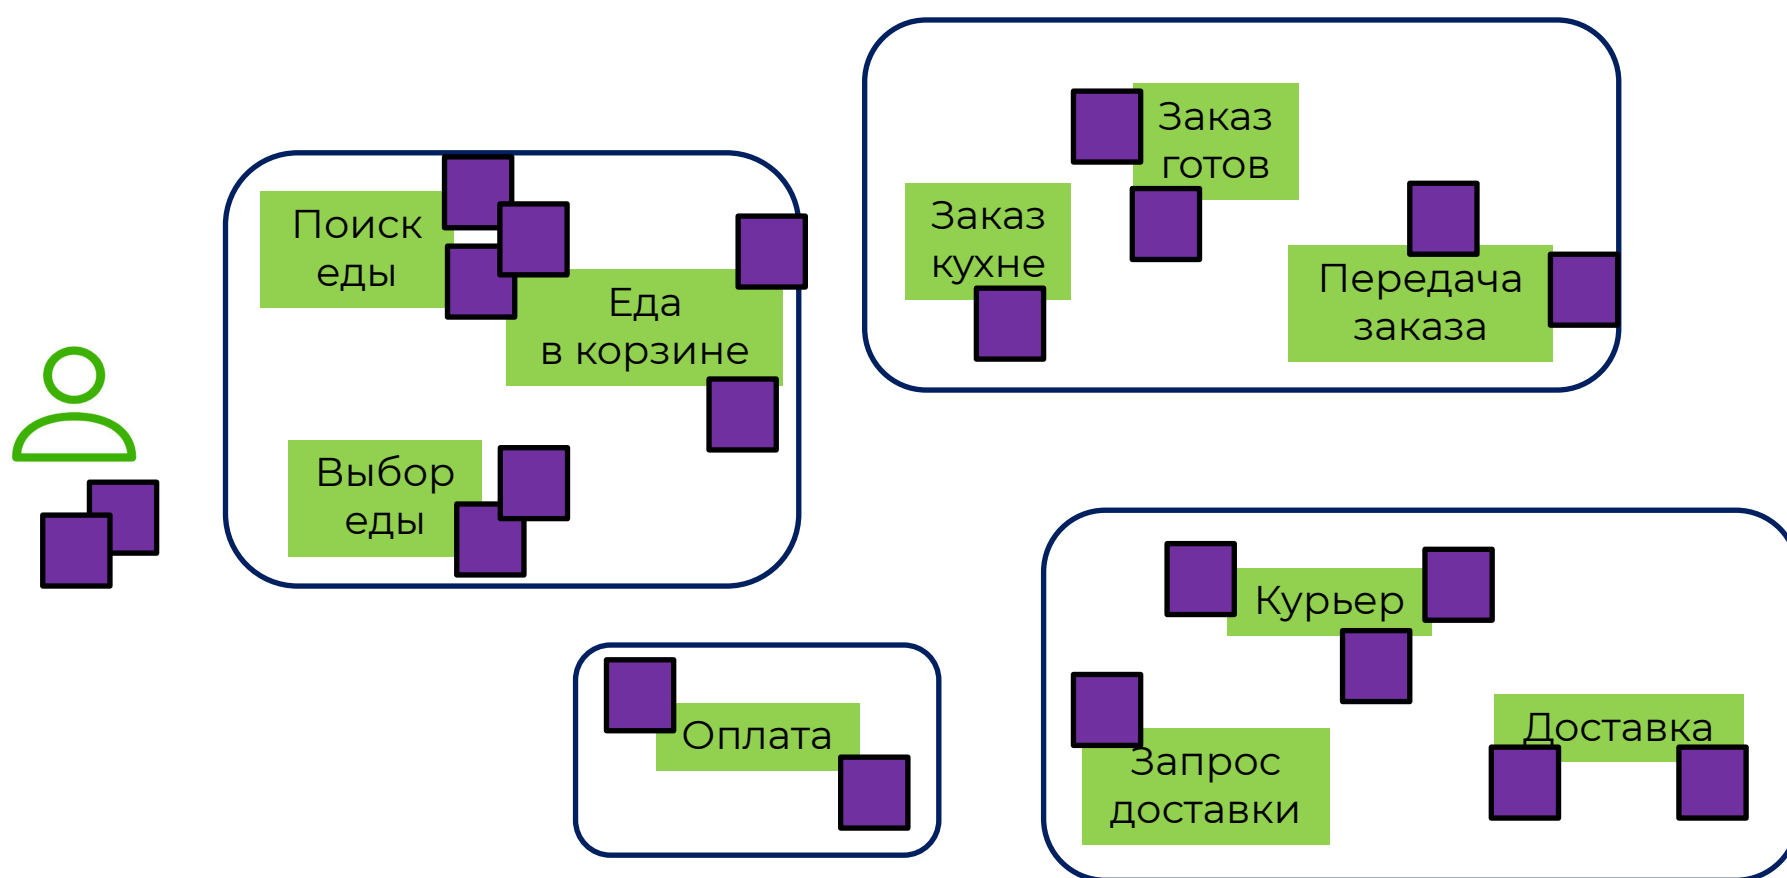 Поиск
еды
Еда
в корзине
Выбор
еды
Заказ
готов
Заказ
кухне
Передача
заказа
Оплата
Курьер
Запрос
доставки
Доставка